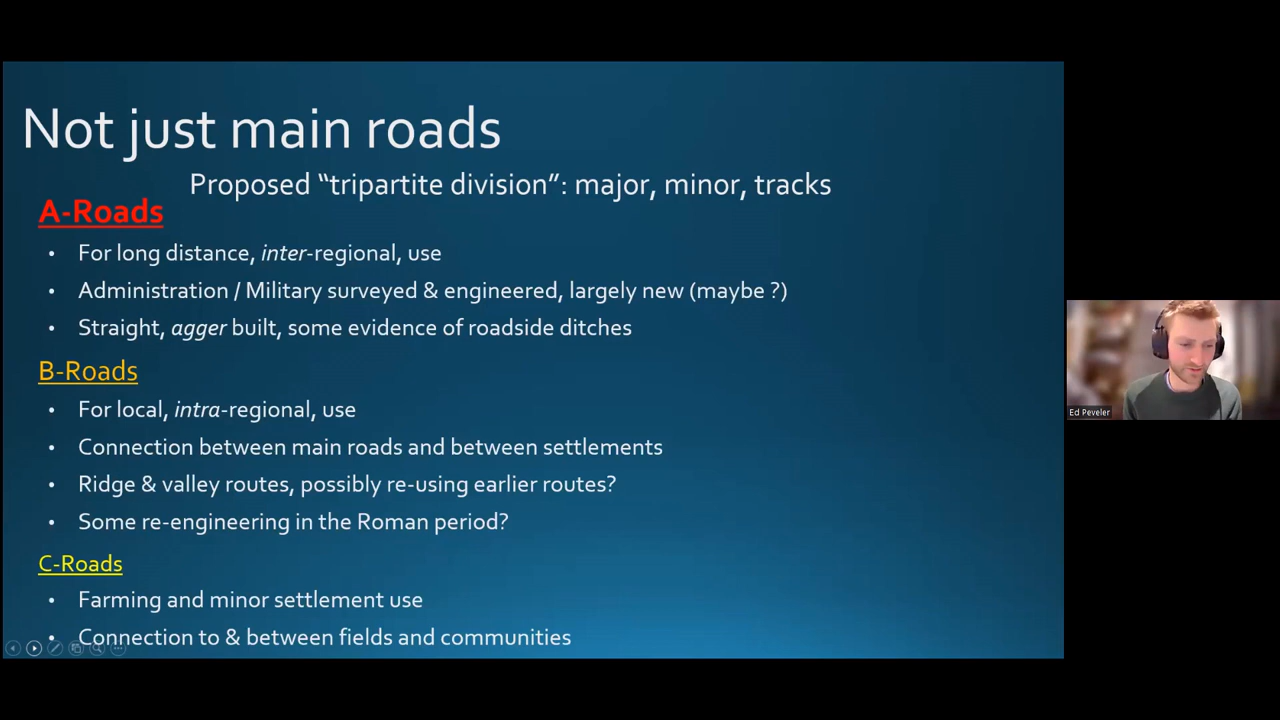 Not just main roads
Proposed “tripartite division”: major, minor, tracks
A-Roads
• For long distance, inter-regional, use
• Administration / Military surveyed & engineered, largely new (maybe ?)
• Straight, agger built, some evidence of roadside ditches
B-Roads
• For local, intra-regional, use
• Connection between main roads and between settlements
• Ridge & valley routes, possibly re-using earlier routes?
• Some re-engineering in the Roman period?
C-Roads
• Farming and minor settlement use
• Connection to & between fields and communities
Ed Peveler